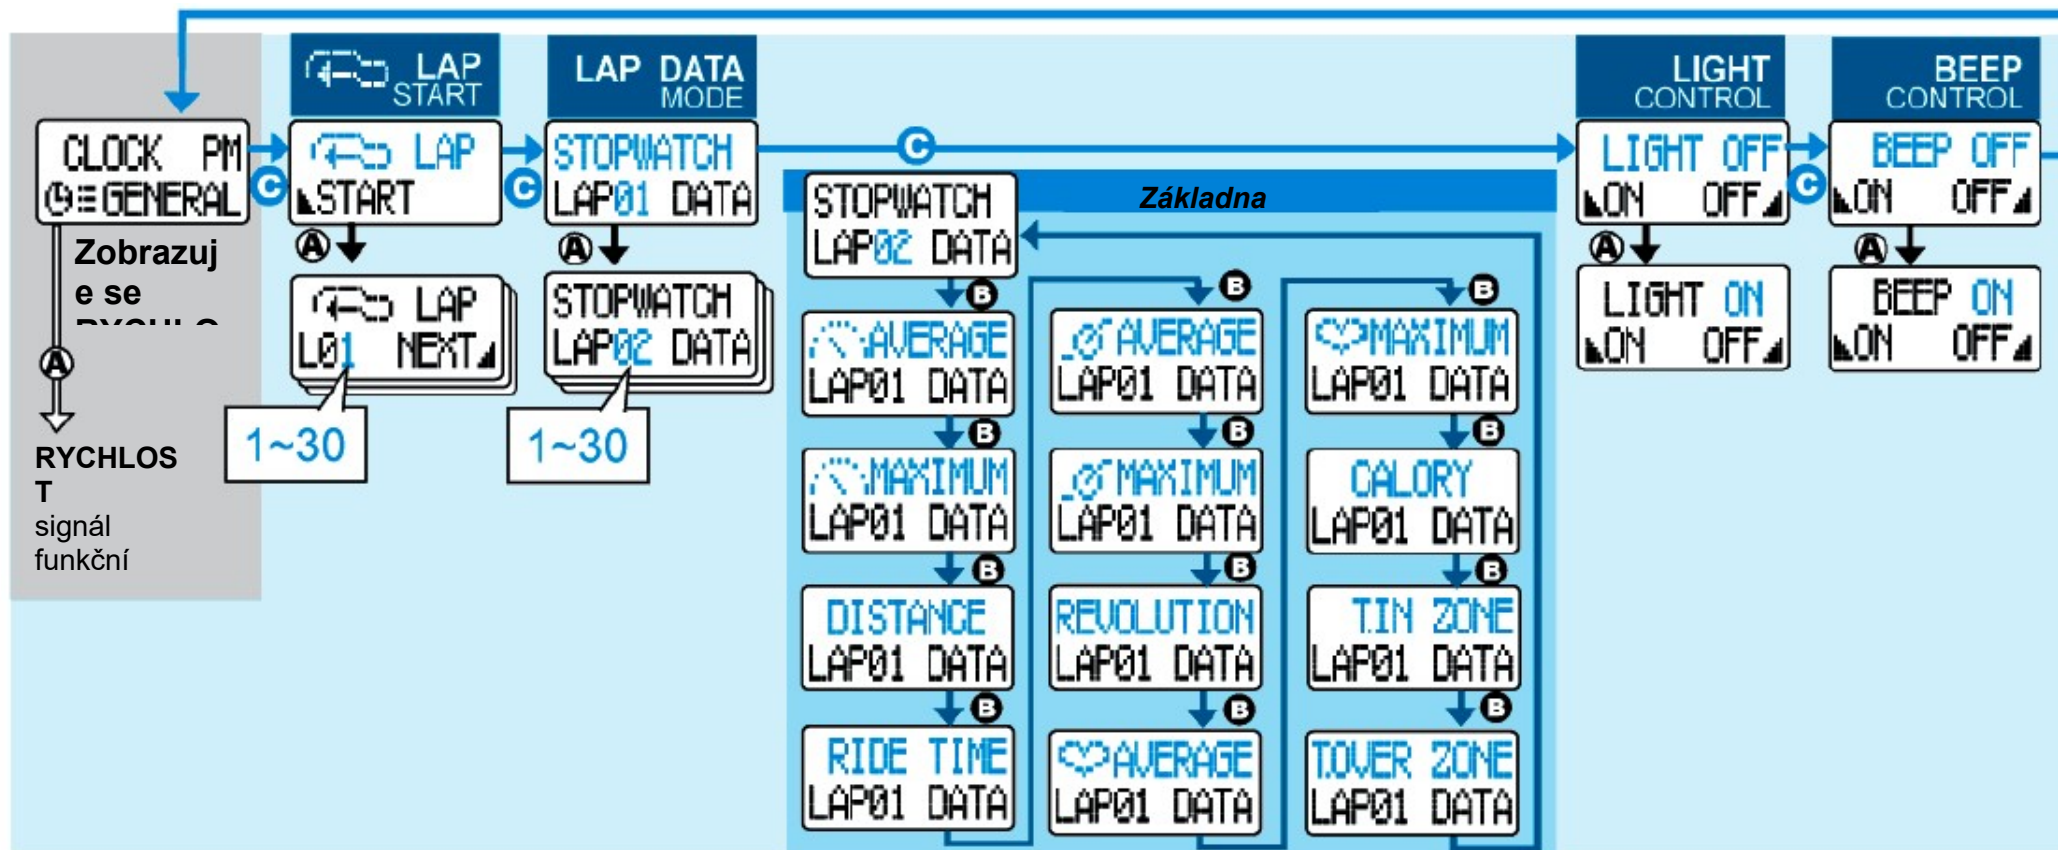 LAP
START
LAP DATA
MODE
LIGHT
CONTROL
BEEP
CONTROL
CLOCK PM
GENERAL
C
LAP
START
C
STOPWATCH
LAP01 DATA
C
LIGHT OFF
ON OFF
C
BEEP OFF
ON OFF
Zobrazuj
e se
A
RYCHLOS
T
signál
funkční
A
LAP
L01 NEXT
1~30
A
STOPWATCH
LAP02 DATA
1~30
Základna
STOPWATCH
LAP02 DATA
B
AVERAGE
LAP01 DATA
B
MAXIMUM
LAP01 DATA
B
DISTANCE
LAP01 DATA
B
RIDE TIME
LAP01 DATA
B
AVERAGE
LAP01 DATA
B
MAXIMUM
LAP01 DATA
B
REVOLUTION
LAP01 DATA
B
AVERAGE
LAP01 DATA
B
MAXIMUM
LAP01 DATA
B
CALORY
LAP01 DATA
B
T.IN ZONE
LAP01 DATA
B
T.OVER ZONE
LAP01 DATA
A
LIGHT ON
ON OFF
A
BEEP ON
ON OFF